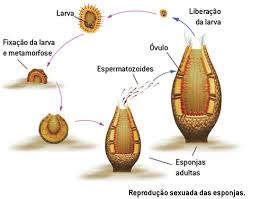 Larva
Liberação
da larva
Fixação da larva
e metamorfose
Óvulo
Espermatozoides
Esponjas
adultas
Reprodução sexuada das esponjas.